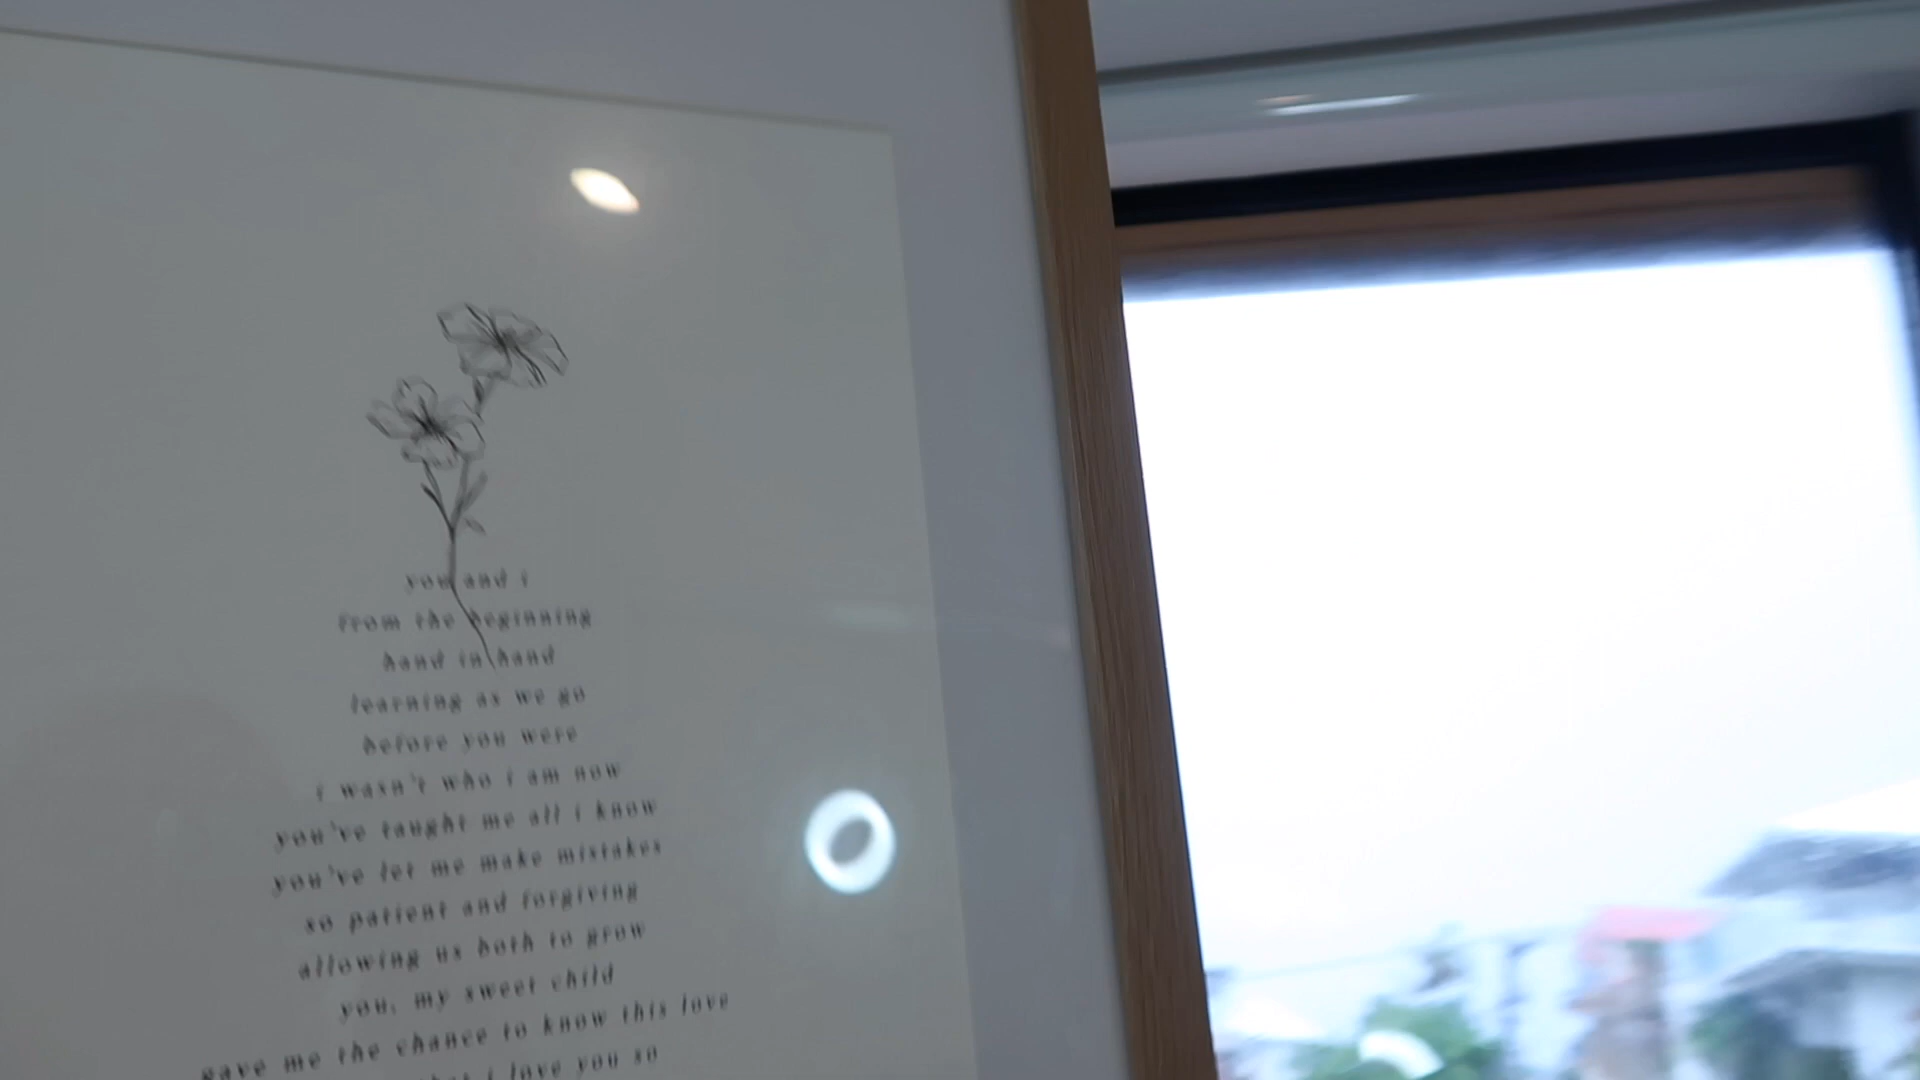 you and i
from the beginning
hand in hand
learning as we go
before you were
i wasn't who i am now
you've taught me all i know
you've let me make mistakes
so patient and forgiving
allowing us both to grow
you, my sweet child
gave me the chance to know this love
that i love you so